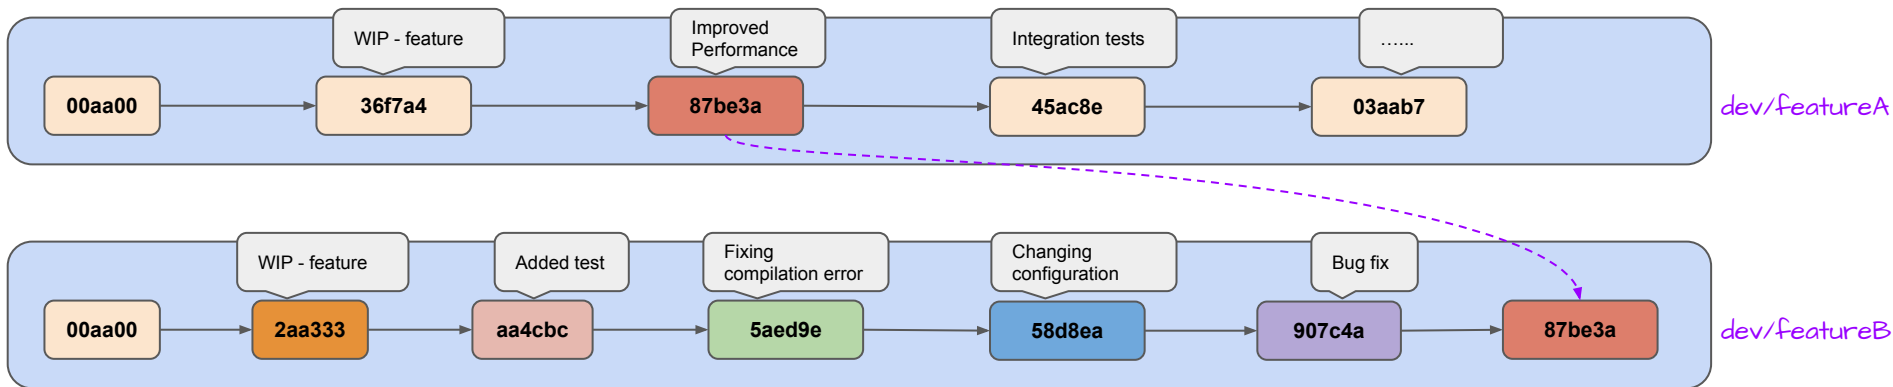 WIP - feature
Improved
Performance
Integration tests
…...
00aa00
36f7a4
87be3a
45ac8e
03aab7
dev/featureA
WIP - feature
Added test
Fixing
compilation error
Changing
configuration
Bug fix
00aa00
2aa333
aa4cbc
5aed9e
58d8ea
907c4a
87be3a
dev/featureB